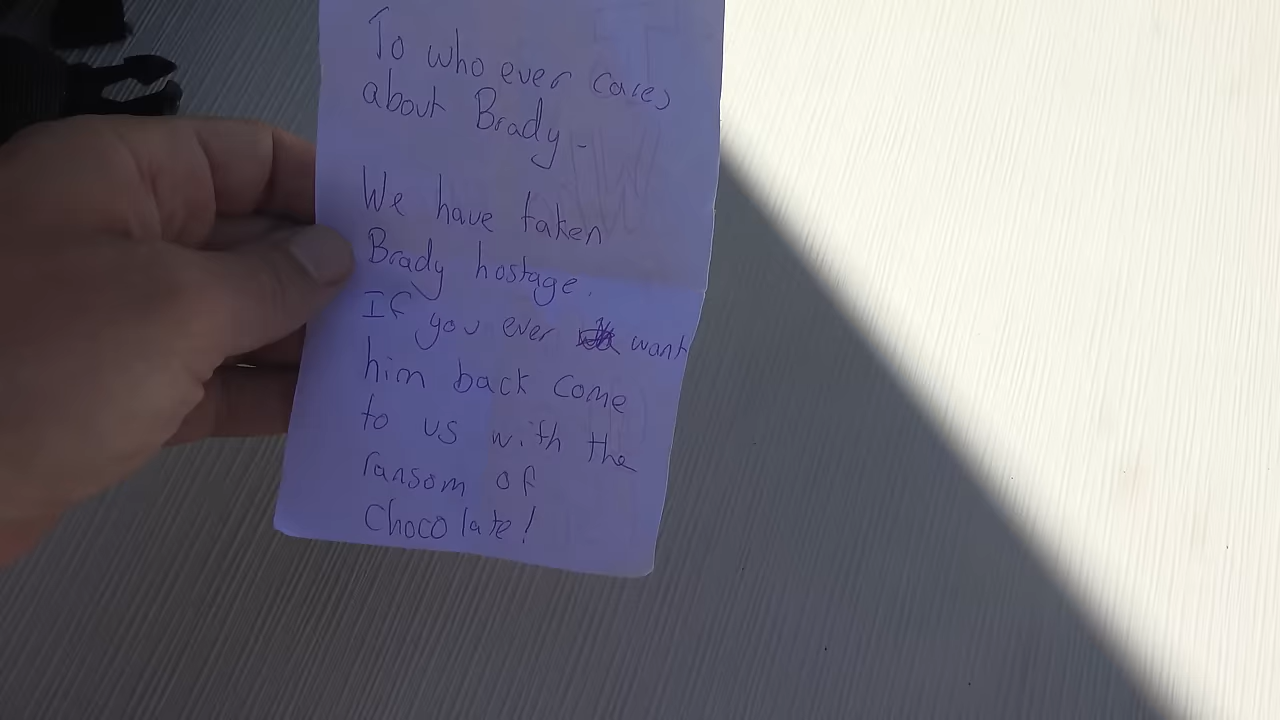 To who ever cares
about Brady -
We have taken
Brady hostage.
If you ever want
him back come
to us with the
ransom of
Chocolate!